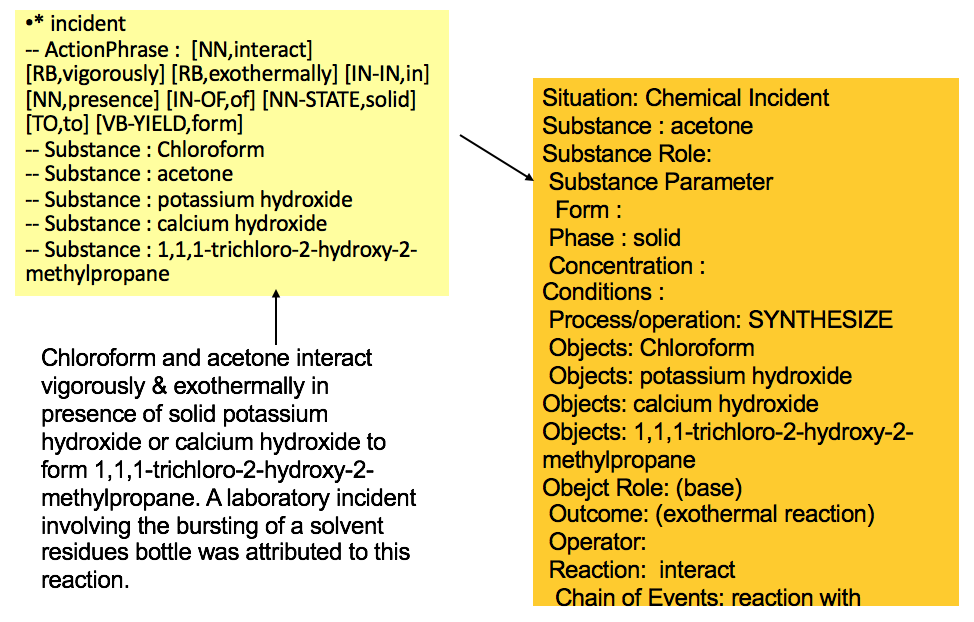 •* incident
-- ActionPhrase :  [NN,interact]
[RB,vigorously] [RB,exothermally] [IN-IN,in]
[NN,presence] [IN-OF,of] [NN-STATE,solid]
[TO,to] [VB-YIELD,form]
-- Substance : Chloroform
-- Substance : acetone
-- Substance : potassium hydroxide
-- Substance : calcium hydroxide
-- Substance : 1,1,1-trichloro-2-hydroxy-2-
methylpropane
Chloroform and acetone interact
vigorously & exothermally in
presence of solid potassium
hydroxide or calcium hydroxide to
form 1,1,1-trichloro-2-hydroxy-2-
methylpropane. A laboratory incident
involving the bursting of a solvent
residues bottle was attributed to this
reaction.
Situation: Chemical Incident
Substance : acetone
Substance Role:
Substance Parameter
Form :
Phase : solid
Concentration :
Conditions :
Process/operation: SYNTHESIZE
Objects: Chloroform
Objects: potassium hydroxide
Objects: calcium hydroxide
Objects: 1,1,1-trichloro-2-hydroxy-2-
methylpropane
Obejct Role: (base)
Outcome: (exothermal reaction)
Operator:
Reaction:  interact
Chain of Events: reaction with